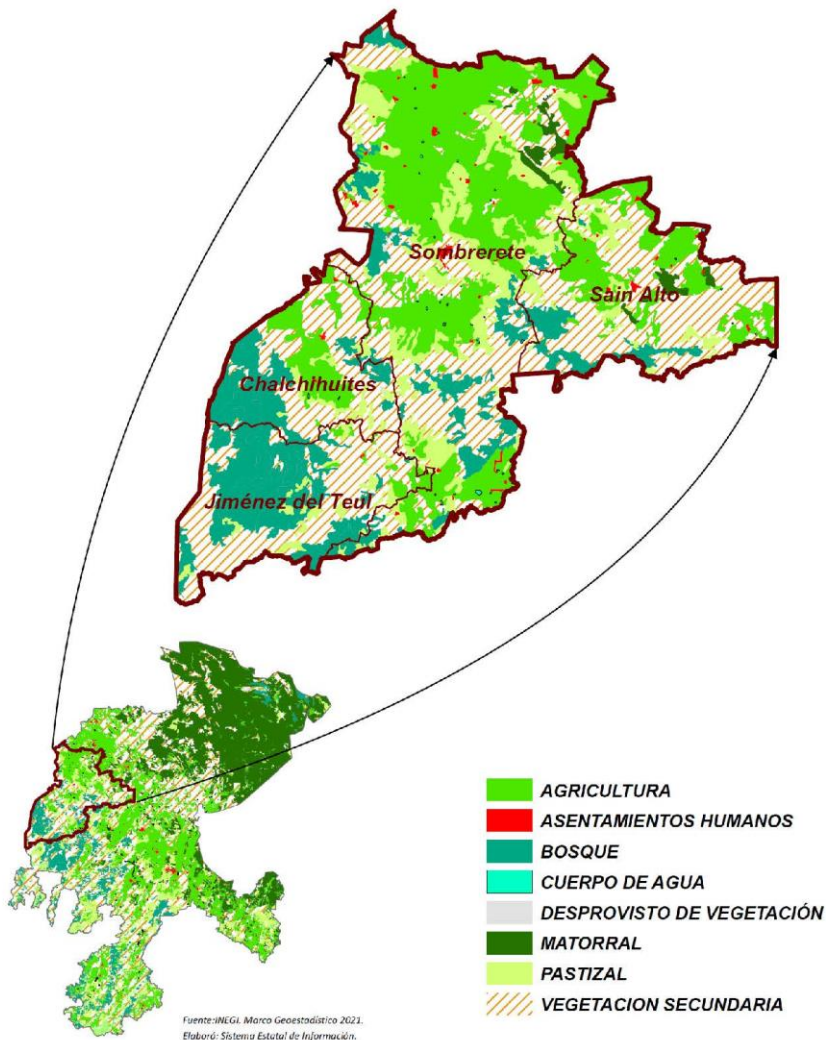 Sombrerete
Sain Alto
Chalchihuites
Jiménez del Teul
AGRICULTURA
ASENTAMIENTOS HUMANOS
BOSQUE
CUERPO DE AGUA
DESPROVISTO DE VEGETACIÓN
MATORRAL
PASTIZAL
VEGETACION SECUNDARIA
Fuente:INEGI. Marco Geoestadístico 2021.
Elaboró: Sistema Estatal de Información.